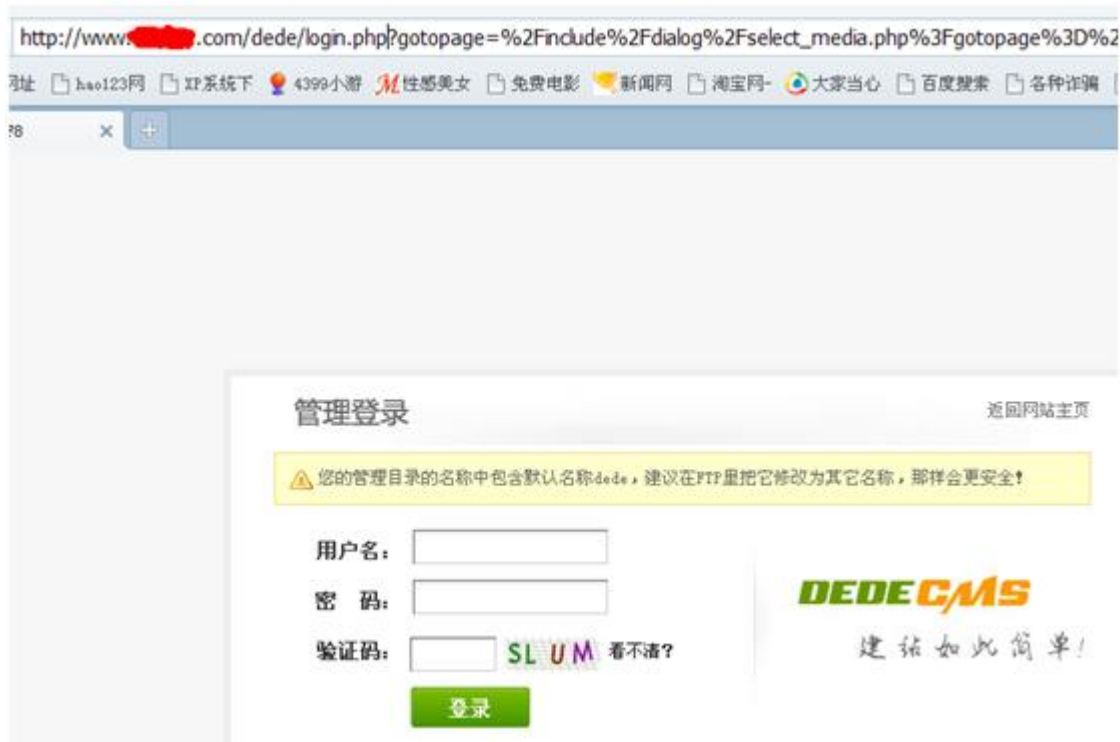 http://www. .com/dede/login.php?gotopage=%2Finclude%2Fdialog%2Fselect_media.php%3Fgotopage%3D%2
网址 hao123网 XP系统下 4399小游 M性感美女 免费电影 新闻网 淘宝网- 大家当心 百度搜索 各种诈骗
?8
管理登录 返回网站主页
您的管理目录的名称中包含默认名称dede，建议在FTP里把它修改为其它名称，那样会更安全！
用户名：
密 码：
DEDECMS
验证码： SLUM 看不清？
建站如此简单!
登录